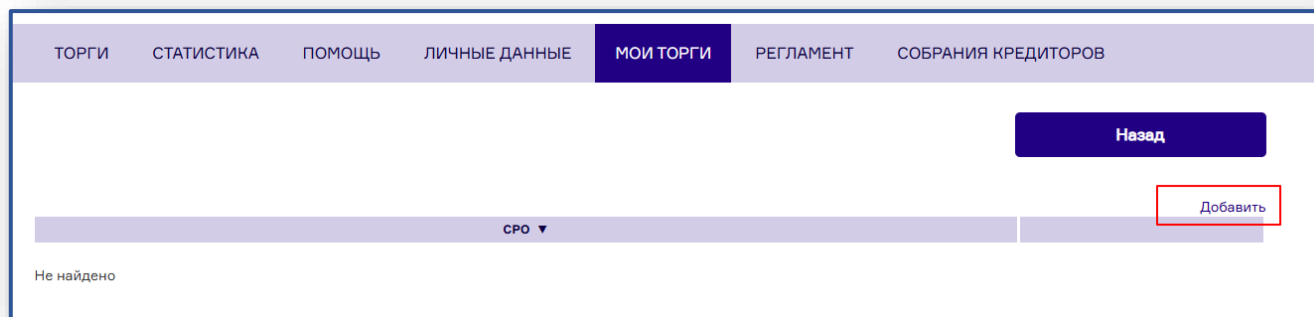 ТОРГИ СТАТИСТИКА ПОМОЩЬ ЛИЧНЫЕ ДАННЫЕ МОИ ТОРГИ РЕГЛАМЕНТ СОБРАНИЯ КРЕДИТОРОВ
Назад
Добавить
СРО ▼
Не найдено